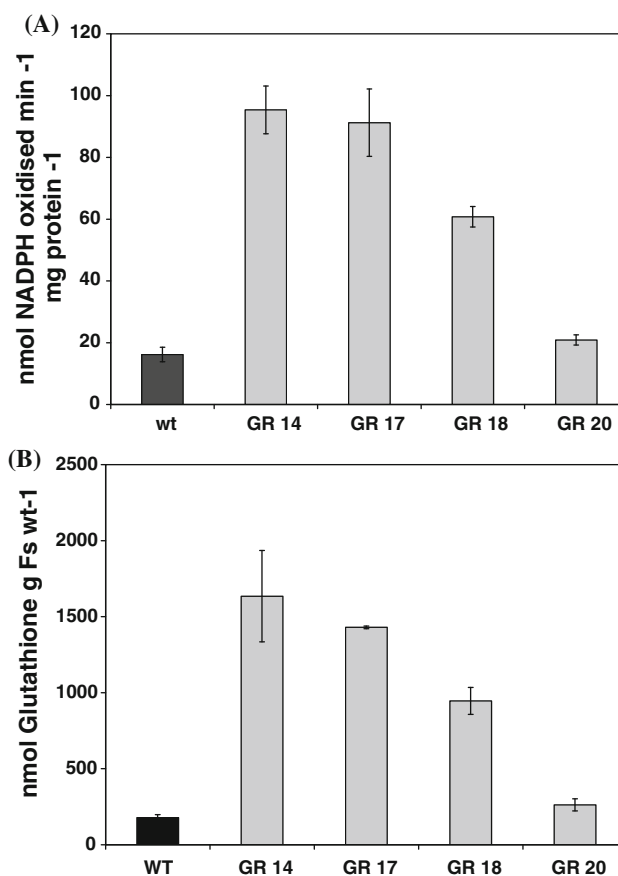 (A)
nmol NADPH oxidised min -1
mg protein -1
120
100
80
60
40
20
0
wt GR 14 GR 17 GR 18 GR 20
(B)
nmol Glutathione g Fs wt-1
2500
2000
1500
1000
500
0
WT GR 14 GR 17 GR 18 GR 20